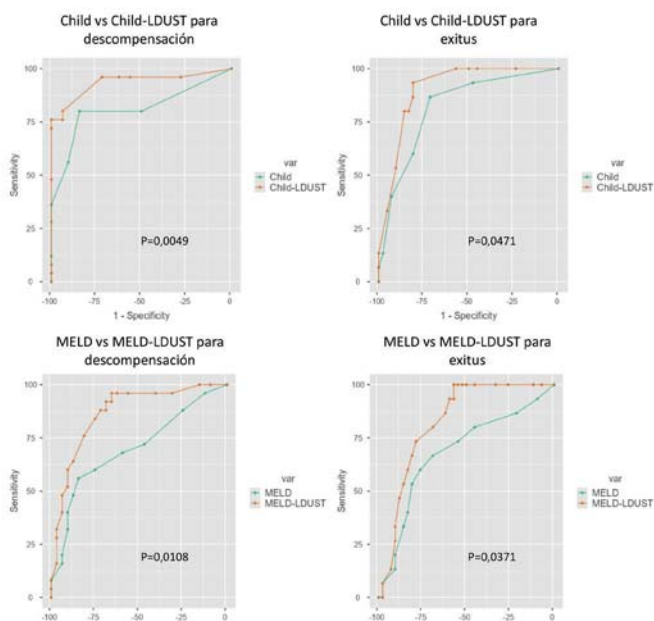 Child vs Child-LDUST para
descompensación
100
75
50
25
0
Sensitivity
-100
-75
-50
-25
0
1 - Specificity
P=0,0049
var
Child
Child-LDUST
Child vs Child-LDUST para
exitus
100
75
50
25
0
Sensitivity
-100
-75
-50
-25
0
1 - Specificity
P=0,0471
var
Child
Child-LDUST
MELD vs MELD-LDUST para
descompensación
100
75
50
25
0
Sensitivity
-100
-75
-50
-25
0
P=0,0108
var
MELD
MELD-LDUST
MELD vs MELD-LDUST para
exitus
100
75
50
25
0
Sensitivity
-100
-75
-50
-25
0
P=0,0371
var
MELD
MELD-LDUST